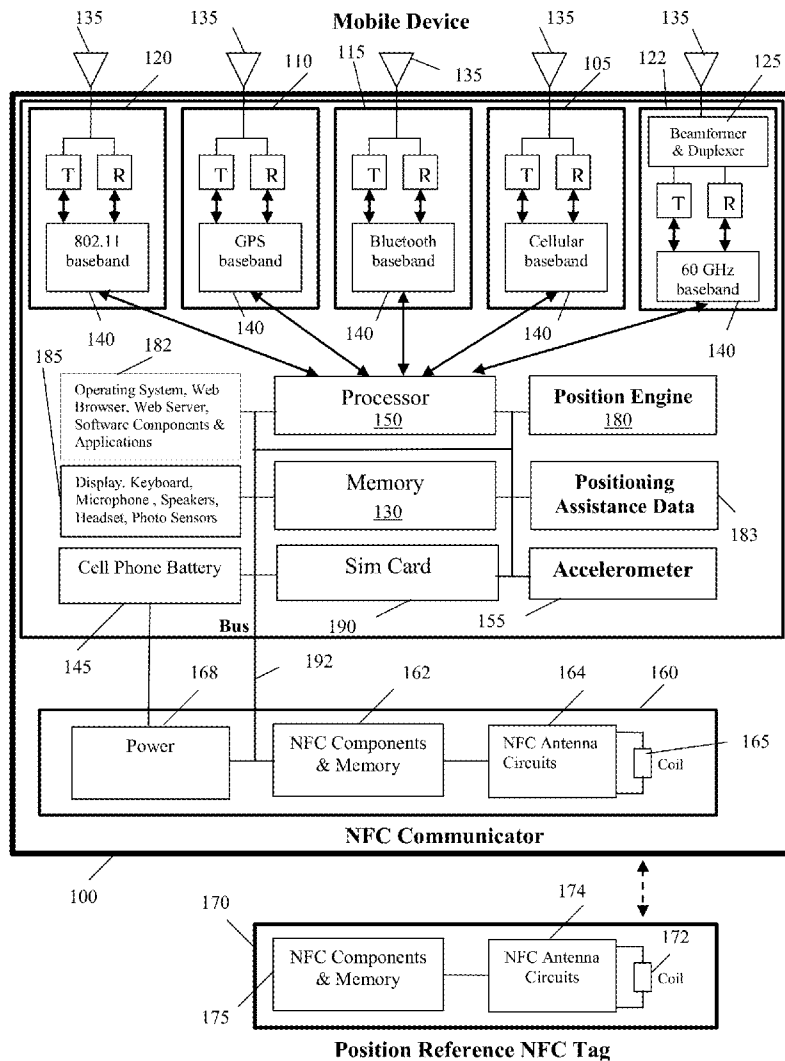 Mobile Device
135
135
135
135
135
120
110
115
105
122
125
Beamformer
& Duplexer
T R
T R
T R
T R
T R
802.11
baseband
GPS
baseband
Bluetooth
baseband
Cellular
baseband
60 GHz
baseband
140
140
140
140
140
182
185
Operating System, Web
Browser, Web Server,
Software Components &
Applications
Processor
150
Position Engine
180
Display. Keyboard,
Microphone , Speakers,
Headset, Photo Sensors
Memory
130
Positioning
Assistance Data
183
Cell Phone Battery
Sim Card
Accelerometer
145
Bus
190
155
192
168
162
164
160
Power
NFC Components
& Memory
NFC Antenna
Circuits
165
Coil
NFC Communicator
100
170
174
NFC Components
& Memory
NFC Antenna
Circuits
172
Coil
175
Position Reference NFC Tag